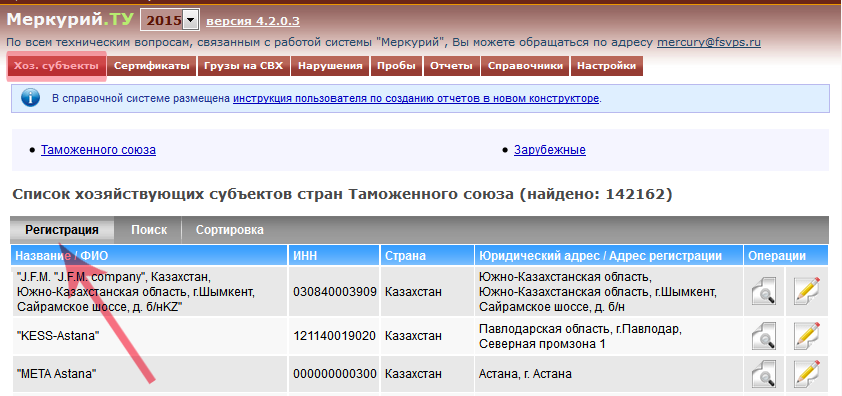 Меркурий.ТУ 2015 версия 4.2.0.3
По всем техническим вопросам, связанным с работой системы "Меркурий", Вы можете обращаться по адресу mercury@fsvps.ru
Хоз. субъекты Сертификаты Грузы на СВХ Нарушения Пробы Отчеты Справочники Настройки
В справочной системе размещена инструкция пользователя по созданию отчетов в новом конструкторе.
Таможенного союза Зарубежные
Список хозяйствующих субъектов стран Таможенного союза (найдено: 142162)
Регистрация Поиск Сортировка
Название / ФИО ИНН Страна Юридический адрес / Адрес регистрации Операции
"J.F.M. "J.F.M. company", Казахстан,
Южно-Казахстанская область, г.Шымкент,
Сайрамское шоссе, д. б/нKZ"
030840003909 Казахстан
Южно-Казахстанская область,
Южно-Казахстанская область, г.Шымкент,
Сайрамское шоссе, д. б/н
"KESS-Astana" 121140019020 Казахстан
Павлодарская область, г.Павлодар,
Северная промзона 1
"META Astana" 000000000300 Казахстан Астана, г. Астана